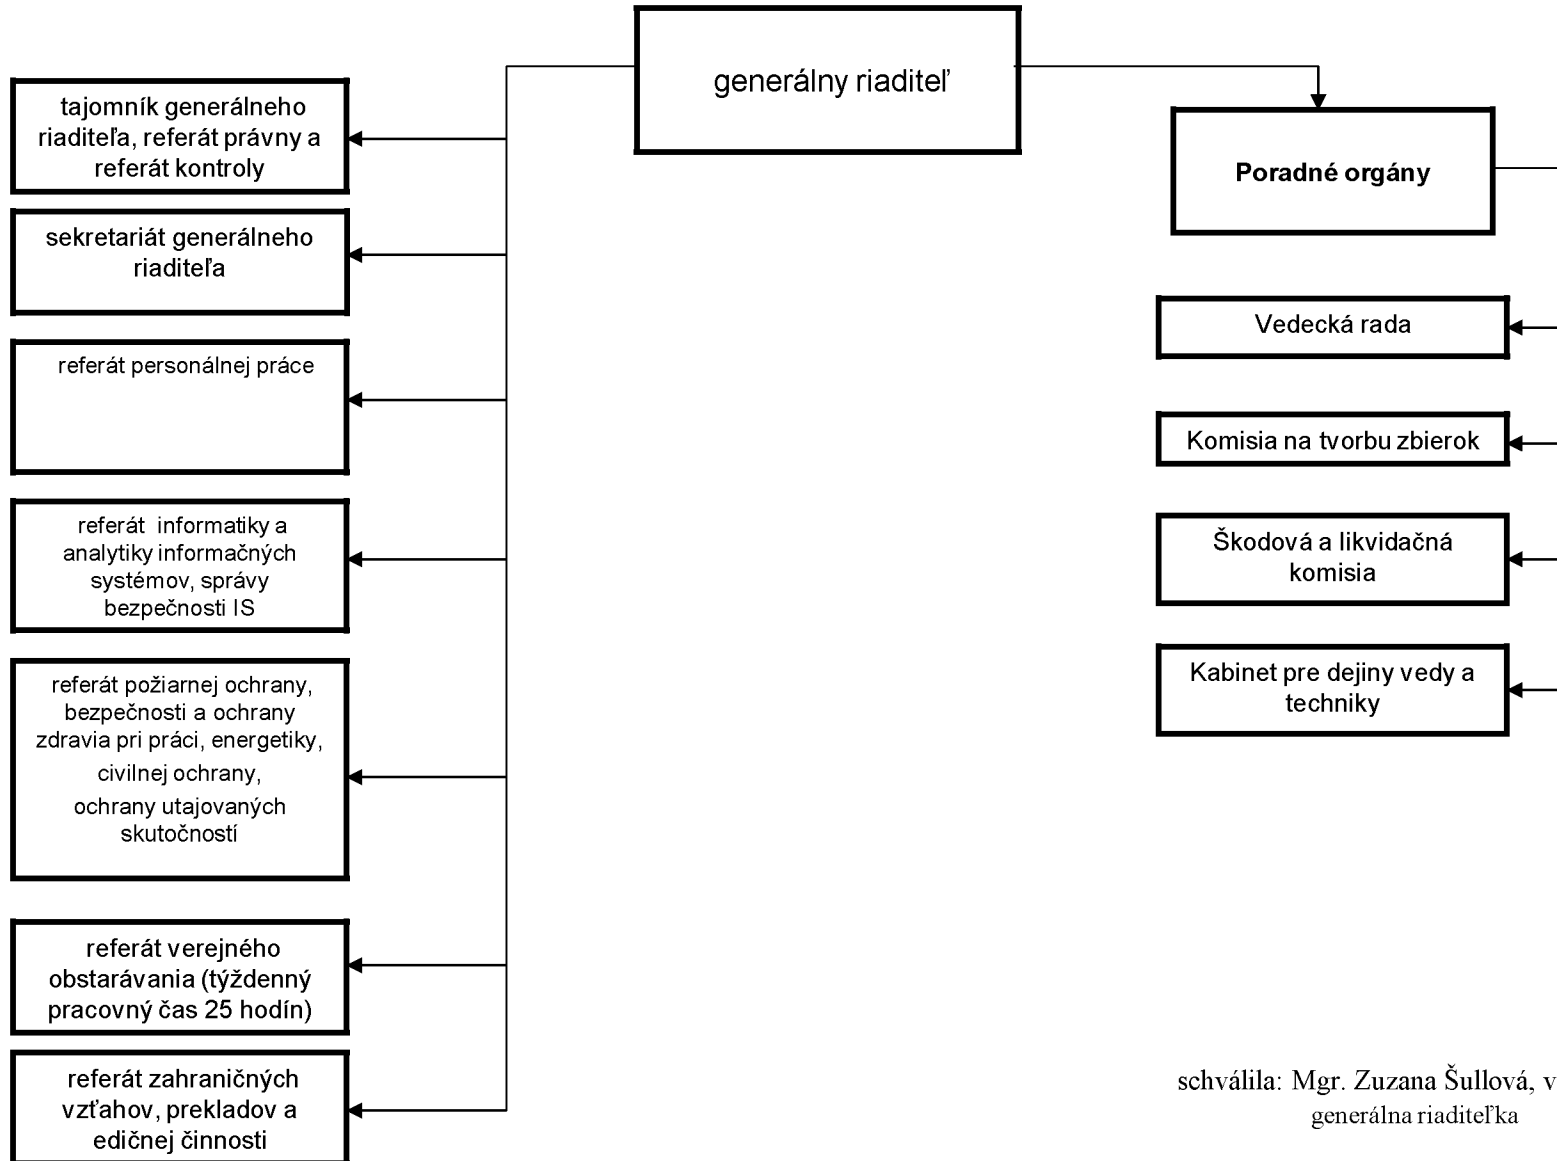 generálny riaditeľ
tajomník generálneho
riaditeľa, referát právny a
referát kontroly
sekretariát generálneho
riaditeľa
referát personálnej práce
referát  informatiky a
analytiky informačných
systémov, správy
bezpečnosti IS
referát požiarnej ochrany,
bezpečnosti a ochrany
zdravia pri práci, energetiky,
civilnej ochrany,
ochrany utajovaných
skutočností
referát verejného
obstarávania (týždenný
pracovný čas 25 hodín)
referát zahraničných
vzťahov, prekladov a
edičnej činnosti
Poradné orgány
Vedecká rada
Komisia na tvorbu zbierok
Škodová a likvidačná
komisia
Kabinet pre dejiny vedy a
techniky
schválila: Mgr. Zuzana Šullová, v
generálna riaditeľka